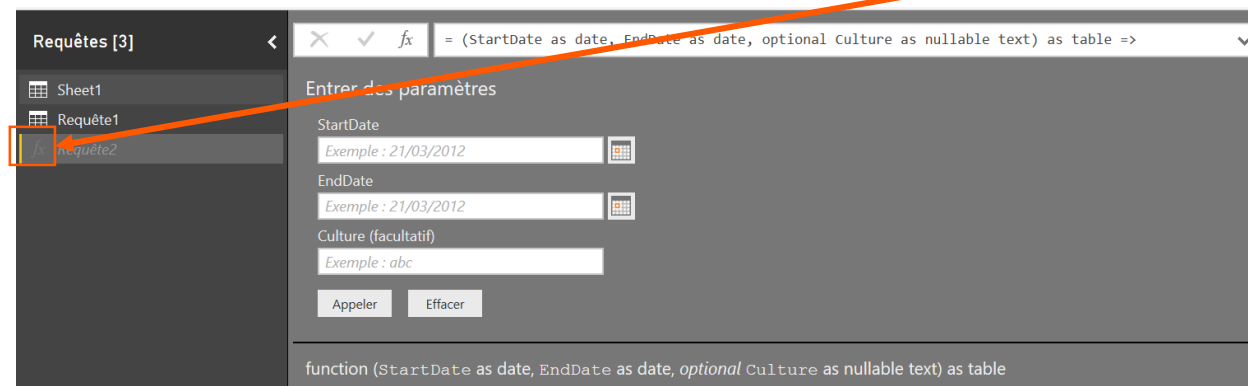 Requêtes [3]
fx
= (StartDate as date, EndDate as date, optional Culture as nullable text) as table =>
Sheet1
Requête1
fx Requête2
Entrer des paramètres
StartDate
Exemple : 21/03/2012
EndDate
Exemple : 21/03/2012
Culture (facultatif)
Exemple : abc
Appeler
Effacer
function (StartDate as date, EndDate as date, optional Culture as nullable text) as table